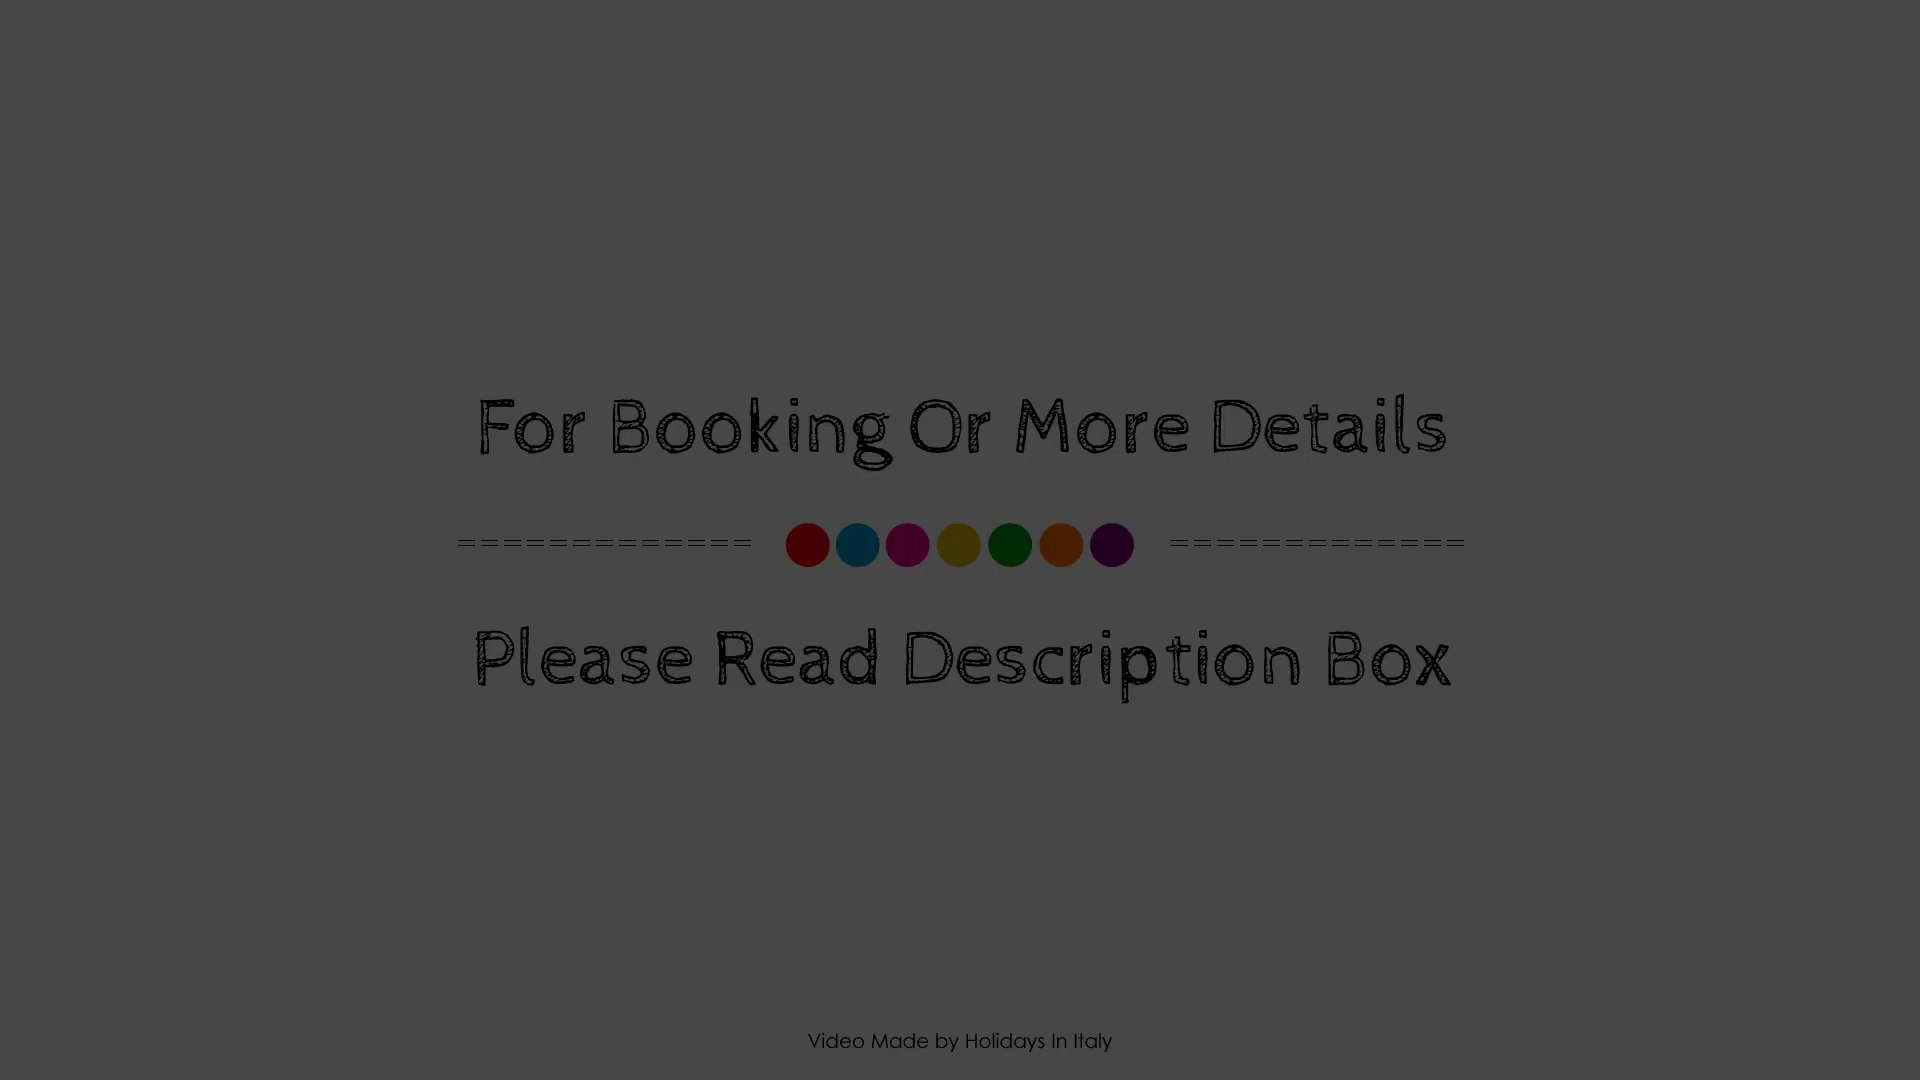 For Booking Or More Details
============= =============
Please Read Description Box
Video Made by Holidays In Italy